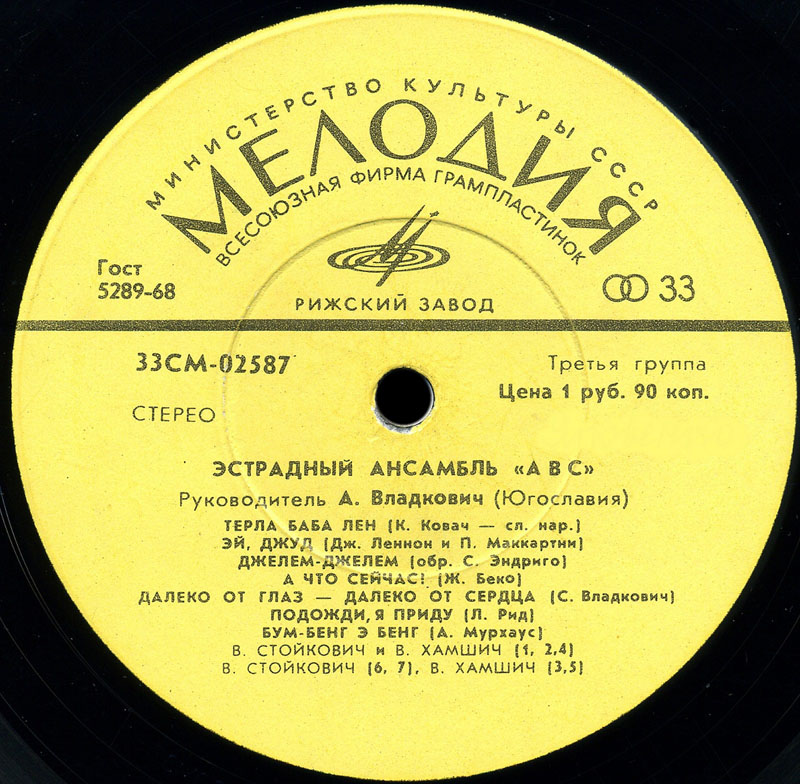 МИНИСТЕРСТВО КУЛЬТУРЫ СССР
МЕЛОДИЯ
ВСЕСОЮЗНАЯ ФИРМА ГРАМПЛАСТИНОК
Гост
5289-68
33
РИЖСКИЙ ЗАВОД
33СМ-02587
Третья группа
Цена 1 руб. 90 коп.
СТЕРЕО
ЭСТРАДНЫЙ АНСАМБЛЬ «АВС»
Руководитель А. Владкович (Югославия)
ТЕРЛА БАБА ЛЕН (К. Ковач — сл. нар.)
ЭЙ, ДЖУД (Дж. Леннон и П. Маккартни)
ДЖЕЛЕМ-ДЖЕЛЕМ (обр. С. Эндриго)
А ЧТО СЕЙЧАС! (Ж. Беко)
ДАЛЕКО ОТ ГЛАЗ — ДАЛЕКО ОТ СЕРДЦА (С. Владкович)
ПОДОЖДИ, Я ПРИДУ (Л. Рид)
БУМ-БЕНГ Э БЕНГ (А. Мурхаус)
В. СТОЙКОВИЧ и В. ХАМШИЧ (1, 2,4)
В. СТОЙКОВИЧ (6, 7), В. ХАМШИЧ (3,5)